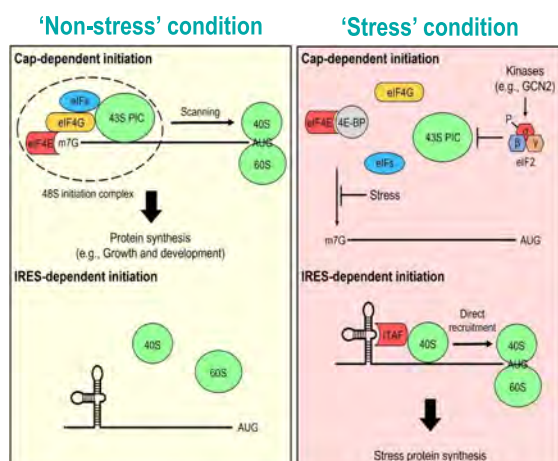 ‘Non-stress’ condition
Cap-dependent initiation
eIFs
eIF4G
43S PIC
eIF4E
m7G
Scanning
40S
AUG
60S
48S initiation complex
Protein synthesis
(e.g., Growth and development)
IRES-dependent initiation
40S
60S
AUG
‘Stress’ condition
Cap-dependent initiation
Kinases
(e.g., GCN2)
eIF4G
eIF4E
4E-BP
43S PIC
P
α
β
γ
eIF2
eIFs
Stress
m7G
AUG
IRES-dependent initiation
ITAF
40S
Direct
recruitment
40S
AUG
60S
Stress protein synthesis